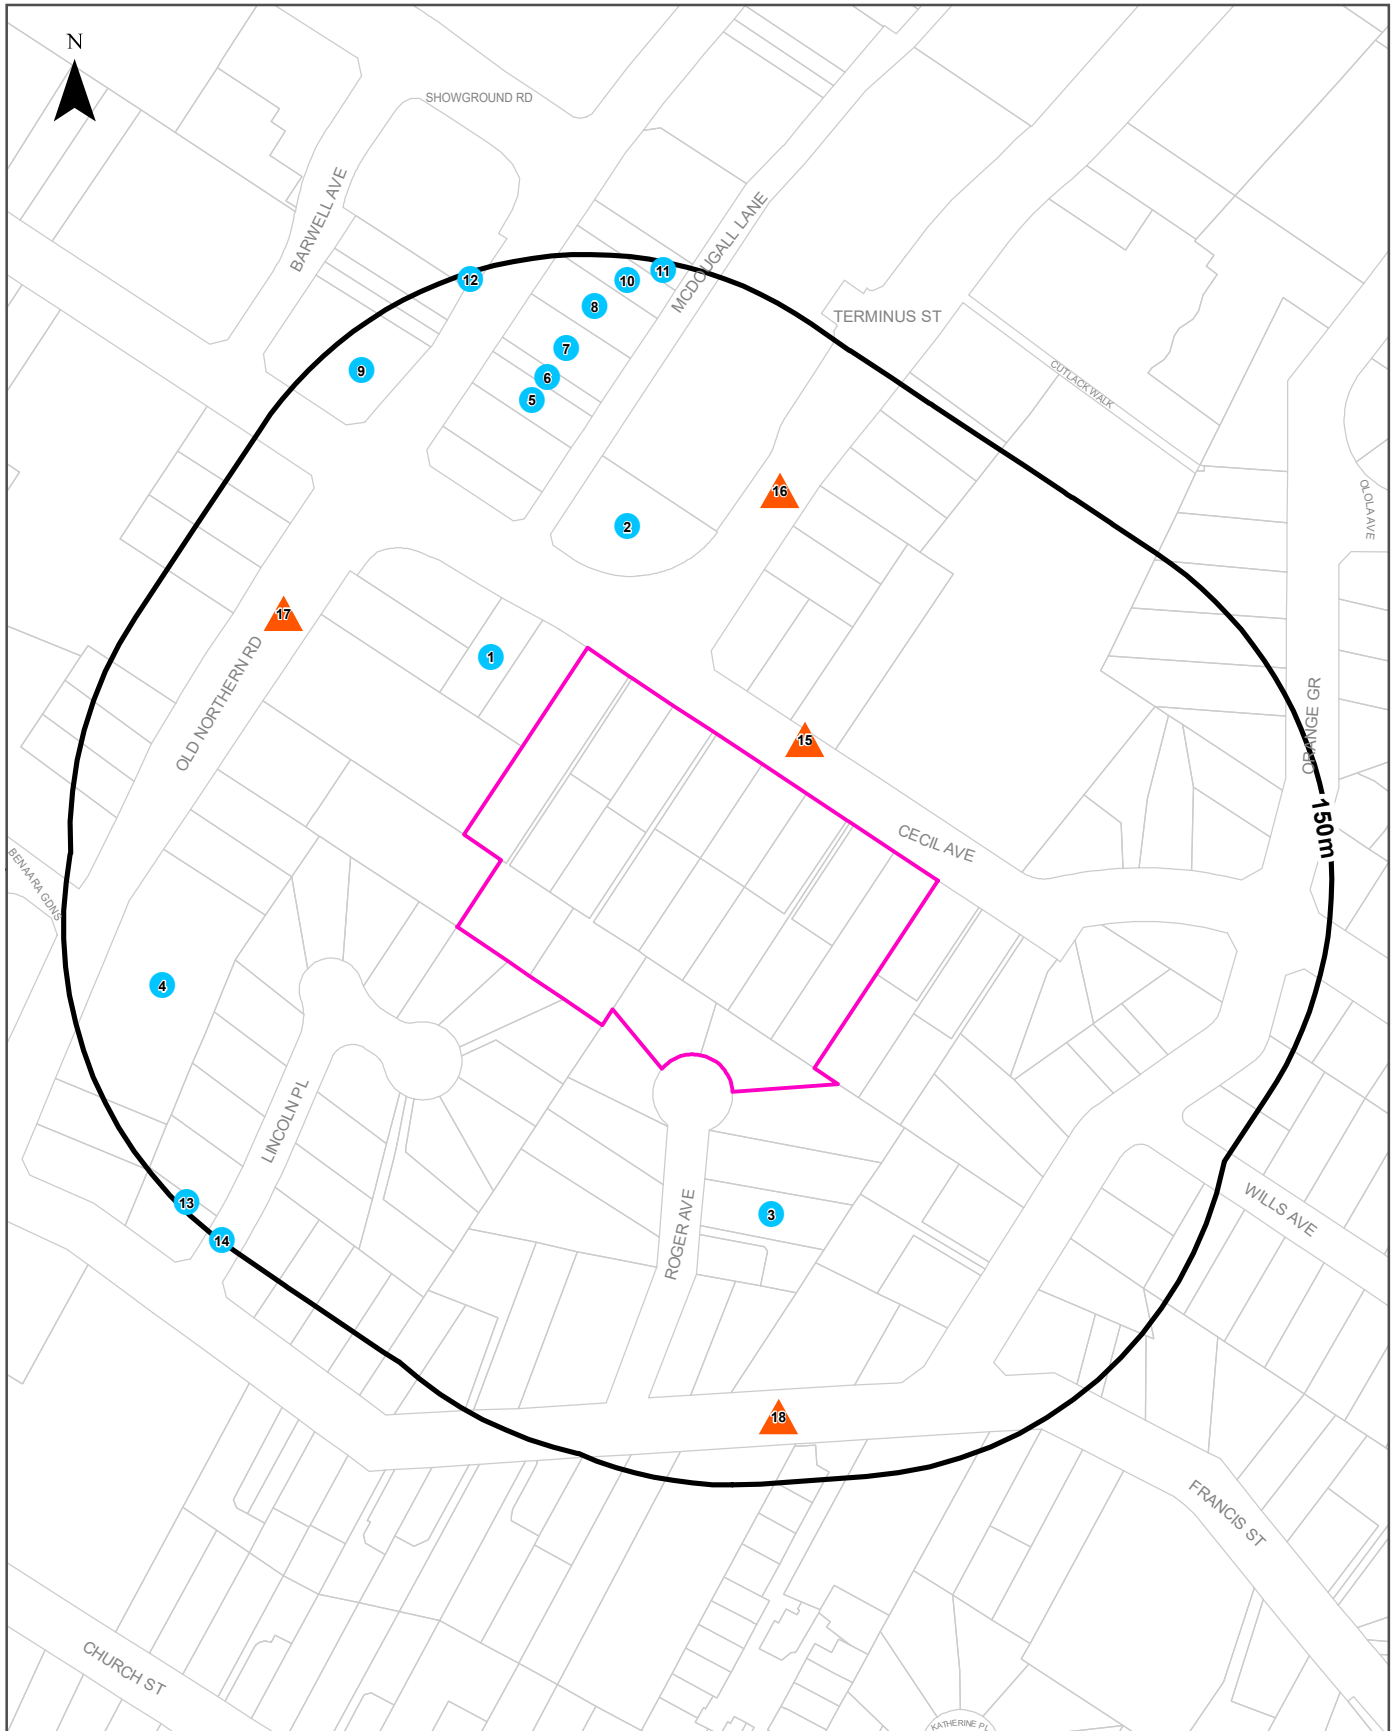 N
SHOWGROUND RD
BARWELL AVE
MCDOUGALL LANE
12
10
11
8
TERMINUS ST
7
9
6
5
CUTLACK WALK
16
OLOLA AVE
2
17
OLD NORTHERN RD
1
15
ORANGE GR
150m
CECIL AVE
BENAARA GDNS
4
LINCOLN PL
13
14
ROGER AVE
3
WILLS AVE
18
FRANCIS ST
CHURCH ST
KATHERINE PL